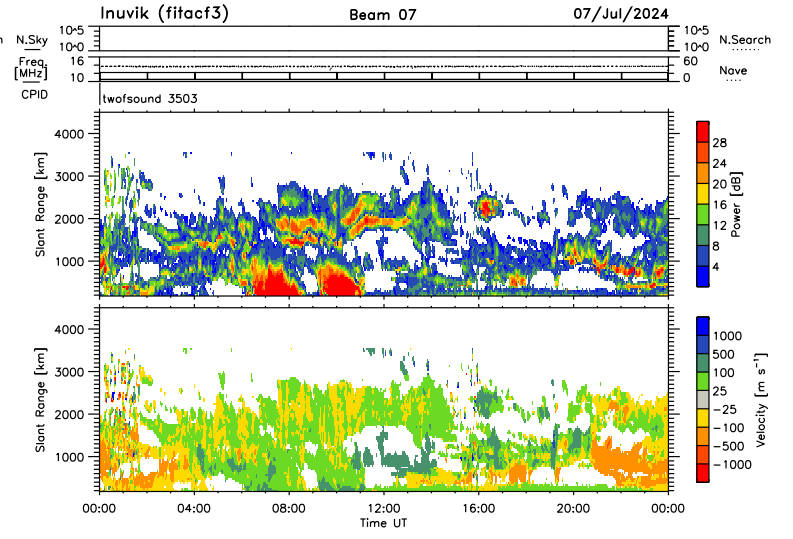 Inuvik (fitacf3)
Beam 07
07/Jul/2024
N.Sky
10^5
10^0
10^5
10^0
N.Search
Freq.
[MHz]
16
10
60
0
Nave
CPID
twofsound 3503
Slant Range [km]
4000
3000
2000
1000
28
24
20
16
12
8
4
Power [dB]
Slant Range [km]
4000
3000
2000
1000
1000
500
100
25
−25
−100
−500
−1000
Velocity [m s⁻¹]
00:00 04:00 08:00 12:00 16:00 20:00 00:00
Time UT